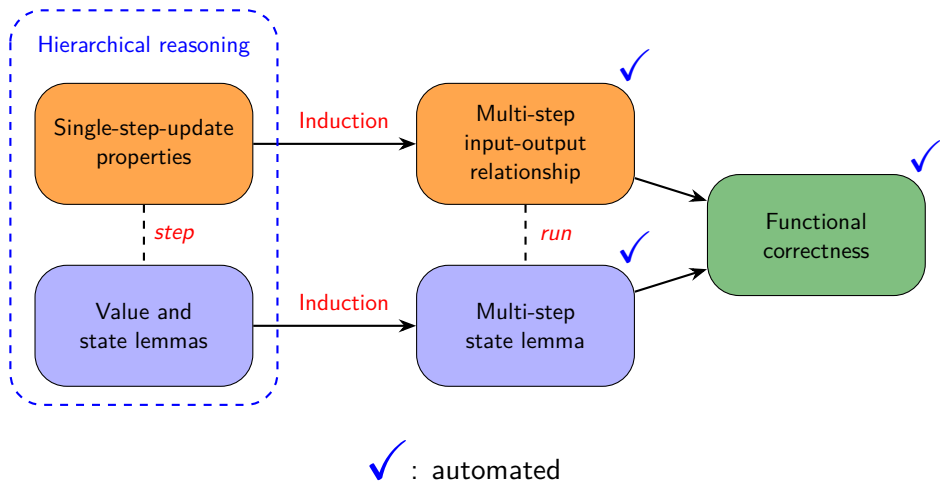 Hierarchical reasoning
Single-step-update
properties
Induction
Multi-step
input-output
relationship
step
run
Functional
correctness
Value and
state lemmas
Induction
Multi-step
state lemma
: automated